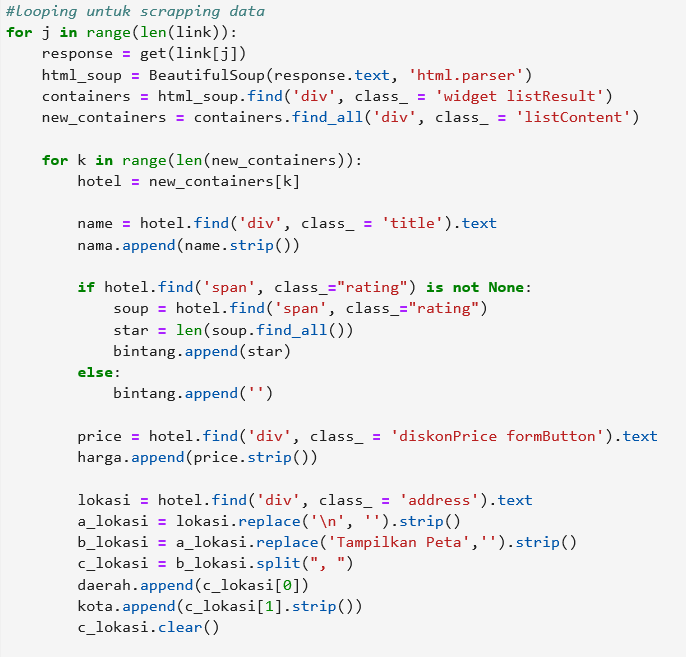 #looping untuk scrapping data
for j in range(len(link)):
    response = get(link[j])
    html_soup = BeautifulSoup(response.text, 'html.parser')
    containers = html_soup.find('div', class_ = 'widget listResult')
    new_containers = containers.find_all('div', class_ = 'listContent')

    for k in range(len(new_containers)):
        hotel = new_containers[k]

        name = hotel.find('div', class_ = 'title').text
        nama.append(name.strip())

        if hotel.find('span', class_="rating") is not None:
            soup = hotel.find('span', class_="rating")
            star = len(soup.find_all())
            bintang.append(star)
        else:
            bintang.append('')

        price = hotel.find('div', class_ = 'diskonPrice formButton').text
        harga.append(price.strip())

        lokasi = hotel.find('div', class_ = 'address').text
        a_lokasi = lokasi.replace('\n', '').strip()
        b_lokasi = a_lokasi.replace('Tampilkan Peta','').strip()
        c_lokasi = b_lokasi.split(", ")
        daerah.append(c_lokasi[0])
        kota.append(c_lokasi[1].strip())
        c_lokasi.clear()